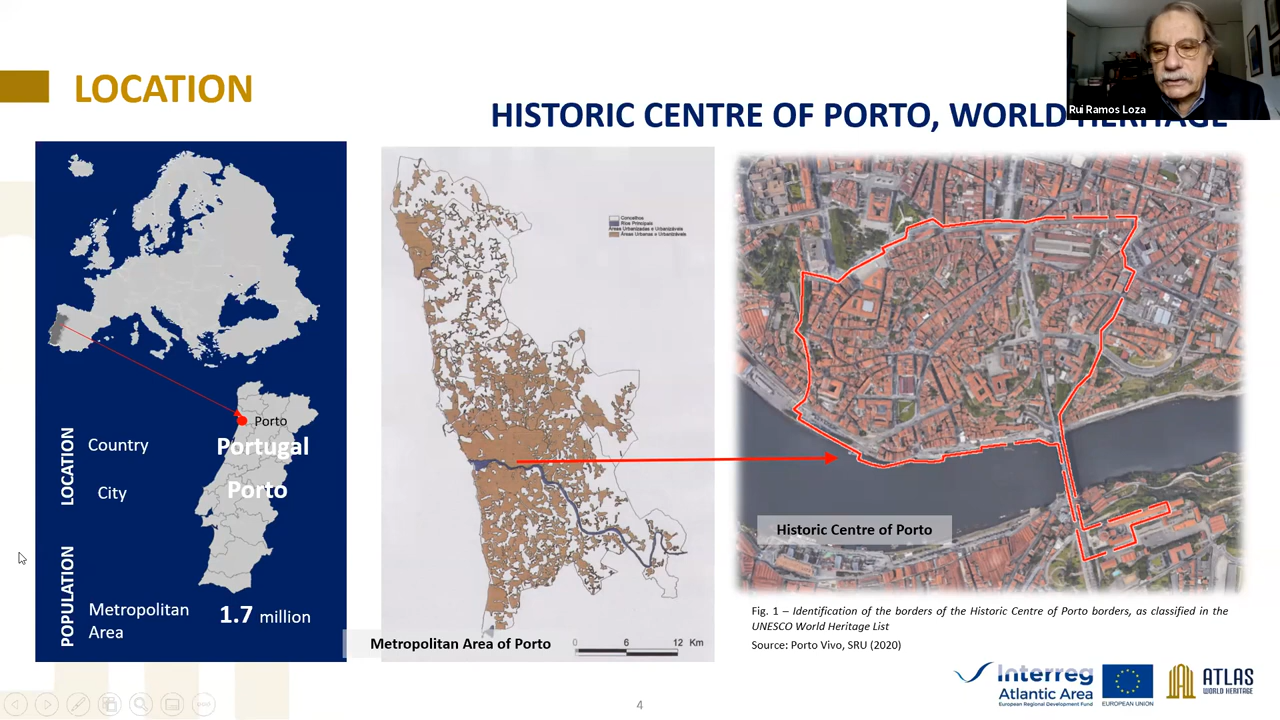 LOCATION
HISTORIC CENTRE OF PORTO, WORLD HERITAGE
Rui Ramos Loza
Porto
LOCATION
Country
Portugal
City
Porto
POPULATION
Metropolitan
Area
1.7 million
Concelhos
Rios Principais
Áreas Urbanizadas e Urbanizáveis
Áreas Urbanas e Urbanizáveis
Metropolitan Area of Porto
0 6 12 Km
Historic Centre of Porto
Fig. 1 – Identification of the borders of the Historic Centre of Porto borders, as classified in the
UNESCO World Heritage List
Source: Porto Vivo, SRU (2020)
Interreg
Atlantic Area
European Regional Development Fund
EUROPEAN UNION
ATLAS
WORLD HERITAGE
4